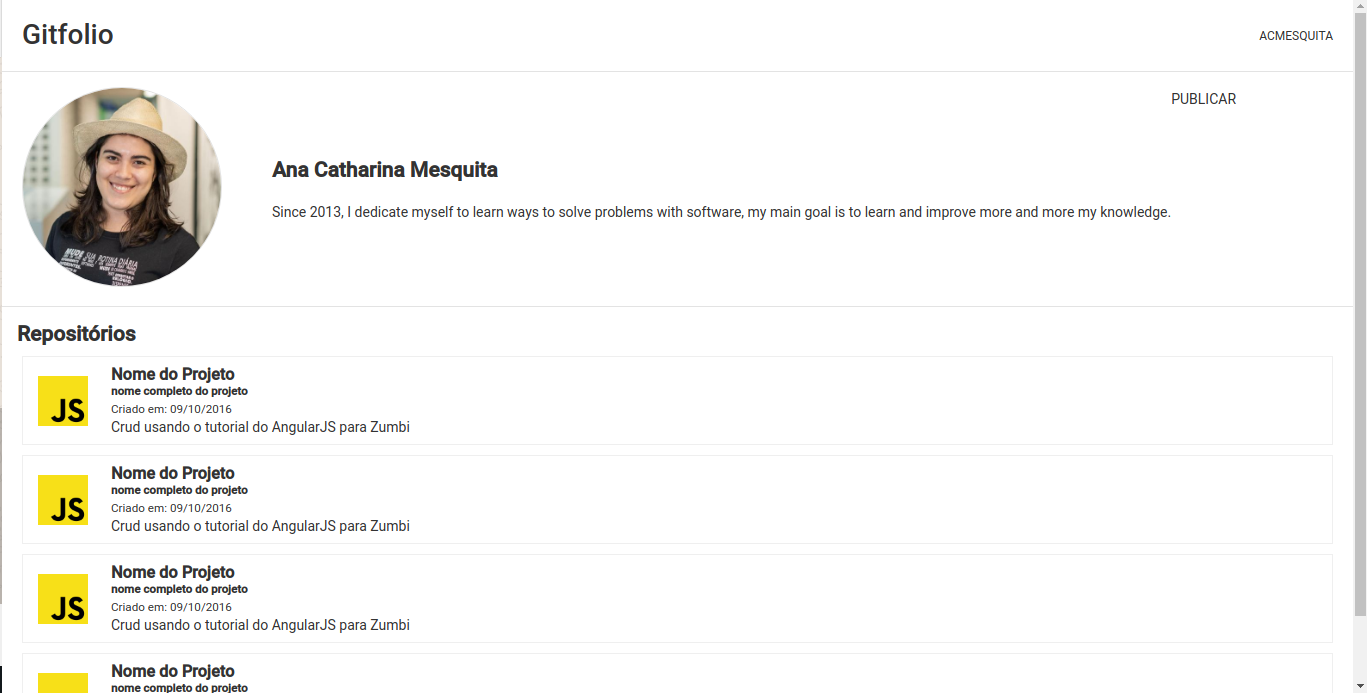 Gitfolio
ACMESQUITA
PUBLICAR
Ana Catharina Mesquita
Since 2013, I dedicate myself to learn ways to solve problems with software, my main goal is to learn and improve more and more my knowledge.
NUDE SUA ROTINA DIÁRIA
Repositórios
JS
Nome do Projeto
nome completo do projeto
Criado em: 09/10/2016
Crud usando o tutorial do AngularJS para Zumbi
JS
Nome do Projeto
nome completo do projeto
Criado em: 09/10/2016
Crud usando o tutorial do AngularJS para Zumbi
JS
Nome do Projeto
nome completo do projeto
Criado em: 09/10/2016
Crud usando o tutorial do AngularJS para Zumbi
Nome do Projeto
nome completo do projeto